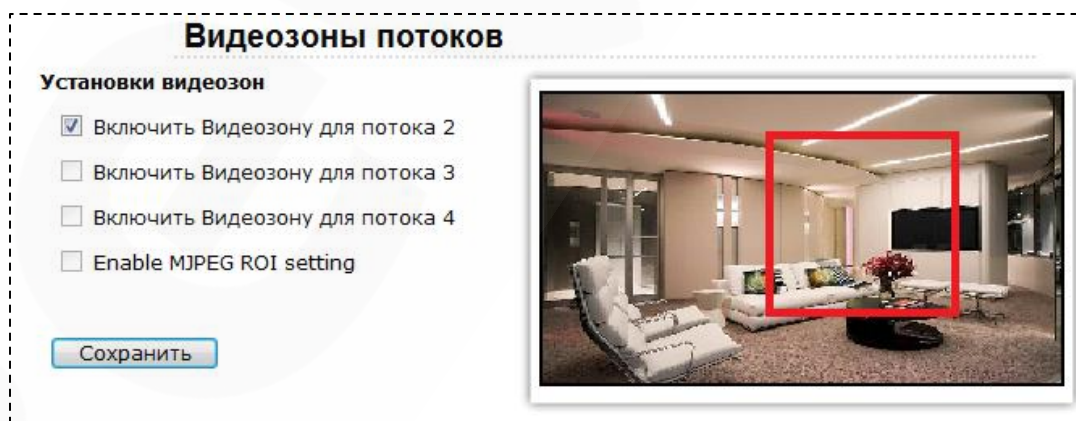 Видеозоны потоков
Установки видеозон
Включить Видеозону для потока 2
Включить Видеозону для потока 3
Включить Видеозону для потока 4
Enable MJPEG ROI setting
Сохранить